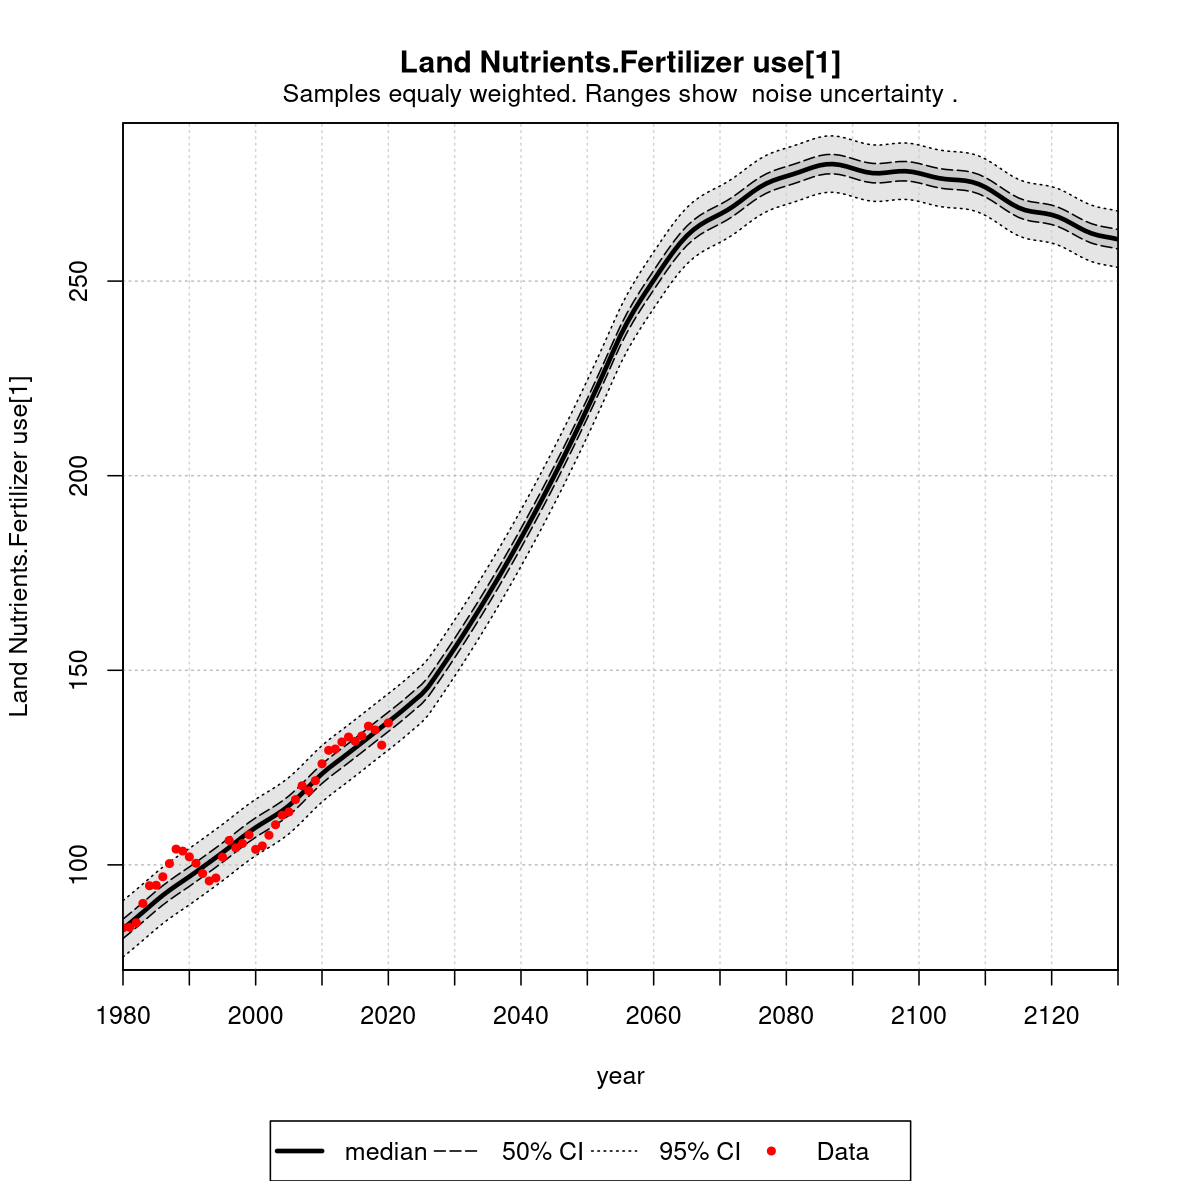 Land Nutrients.Fertilizer use[1]
Samples equaly weighted. Ranges show  noise uncertainty .
Land Nutrients.Fertilizer use[1]
250
200
150
100
1980 2000 2020 2040 2060 2080 2100 2120
year
median 50% CI 95% CI Data